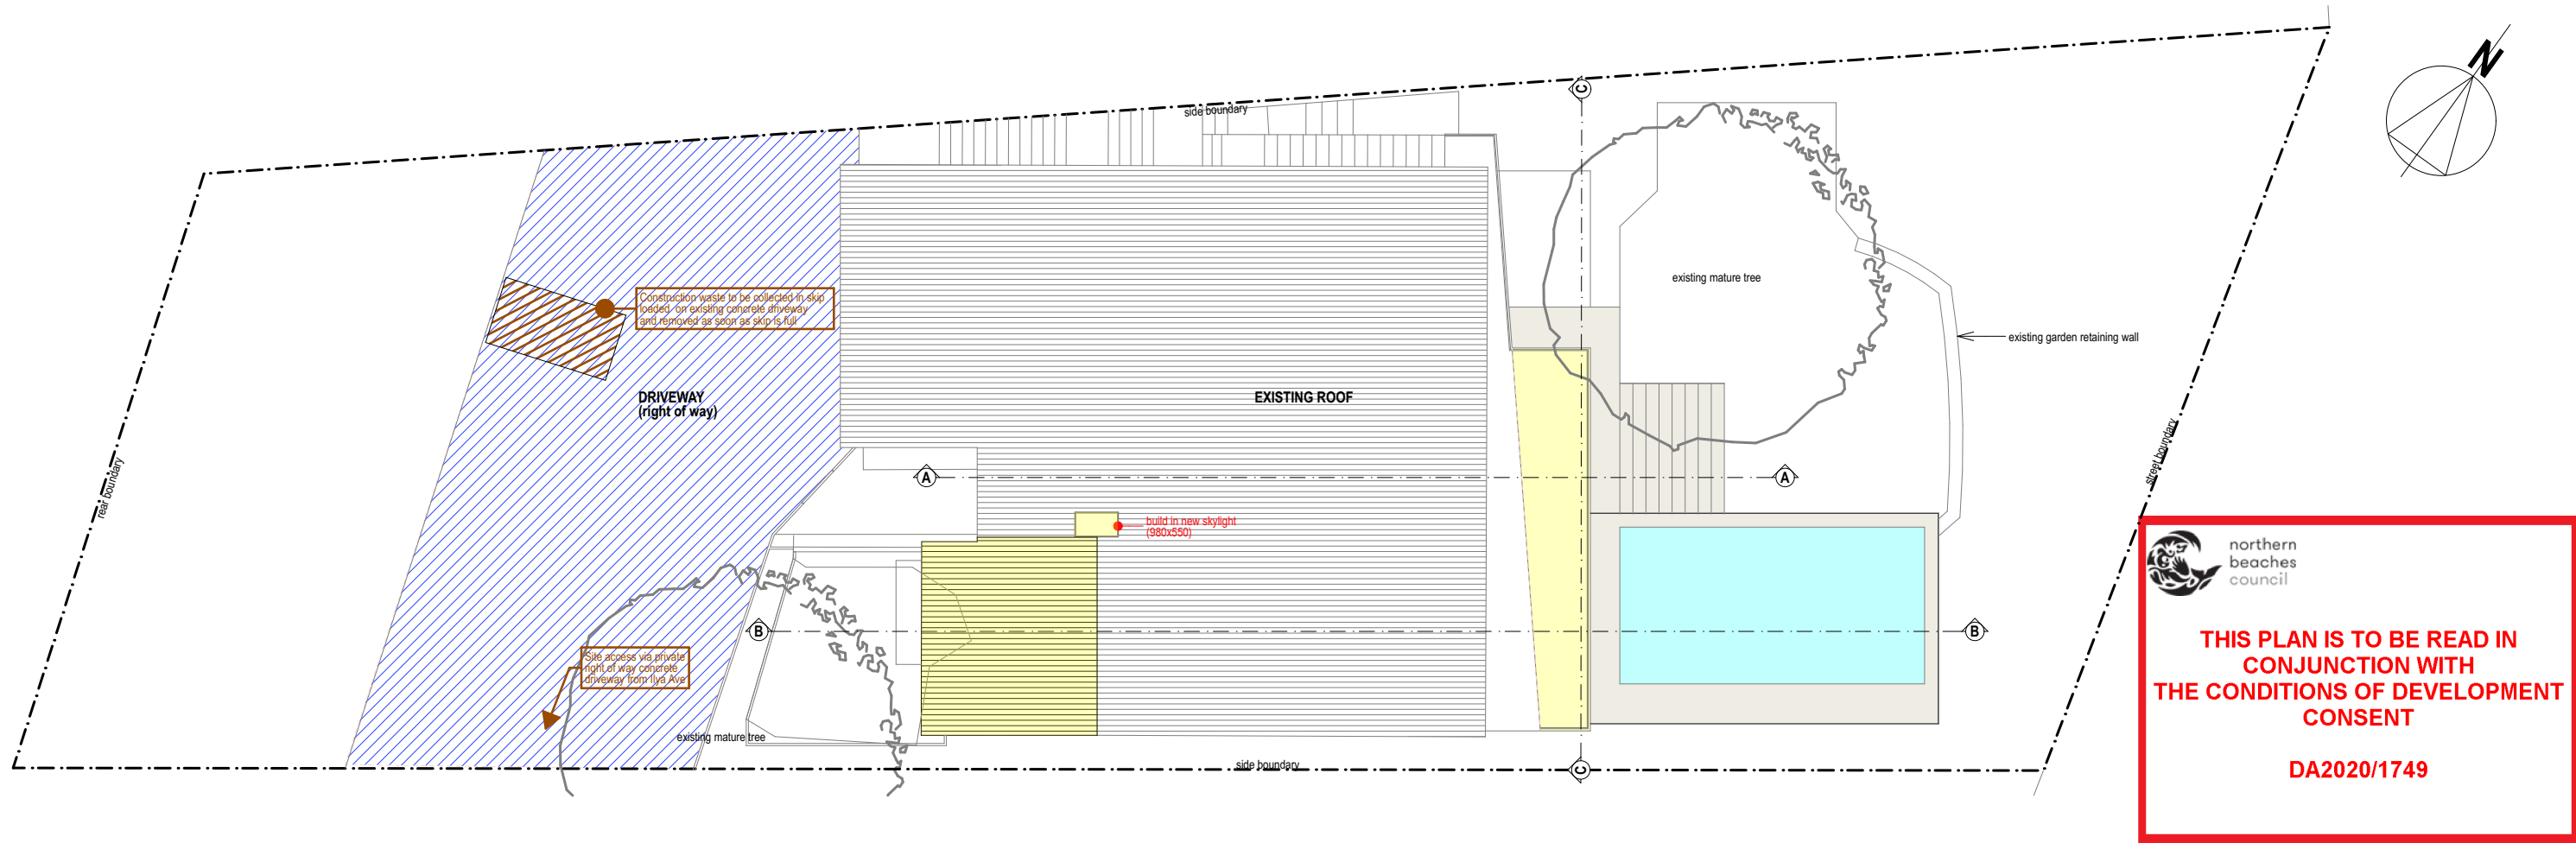 N
C
side boundary
existing mature tree
Construction waste to be collected in skip
loaded on existing concrete driveway
and removed as soon as skip is full
existing garden retaining wall
DRIVEWAY
(right of way)
EXISTING ROOF
rear boundary
street boundary
A
A
build in new skylight
(980x550)
B
B
Site access via private
right of way concrete
driveway from Ilya Ave
existing mature tree
side boundary
C
northern
beaches
council
THIS PLAN IS TO BE READ IN
CONJUNCTION WITH
THE CONDITIONS OF DEVELOPMENT
CONSENT
DA2020/1749